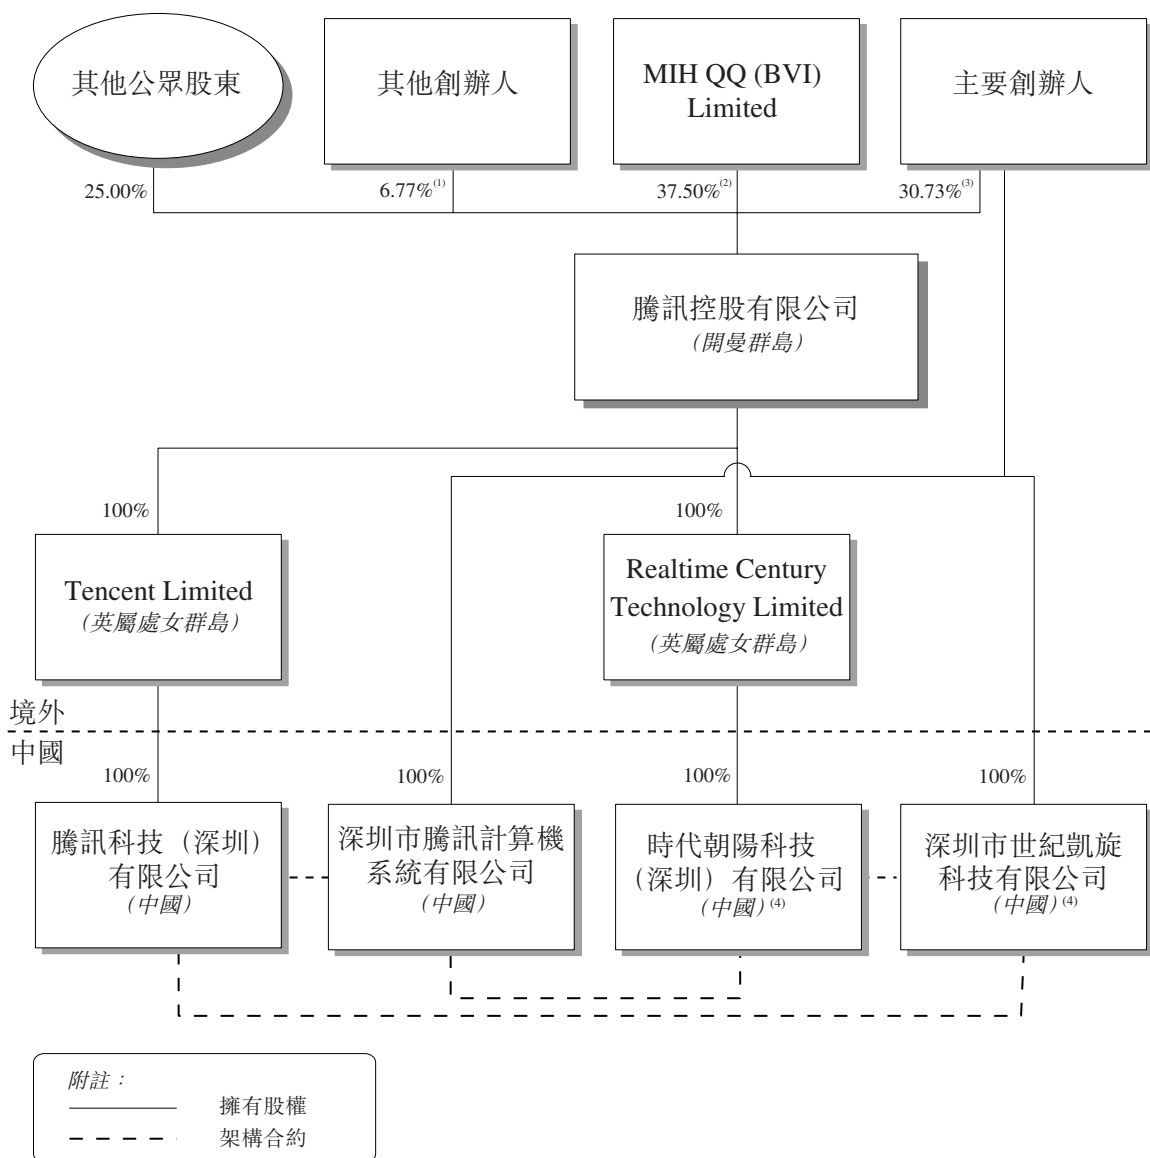 其他公眾股東
其他創辦人
MIH QQ (BVI)
Limited
主要創辦人
25.00%
6.77%(1)
37.50%(2)
30.73%(3)
騰訊控股有限公司
（開曼群島）
100%
100%
Tencent Limited
（英屬處女群島）
Realtime Century
Technology Limited
（英屬處女群島）
境外
中國
100%
100%
100%
100%
騰訊科技（深圳）
有限公司
（中國）
深圳市騰訊計算機
系統有限公司
（中國）
時代朝陽科技
（深圳）有限公司
（中國）(4)
深圳市世紀凱旋
科技有限公司
（中國）(4)
附註：
擁有股權
架構合約